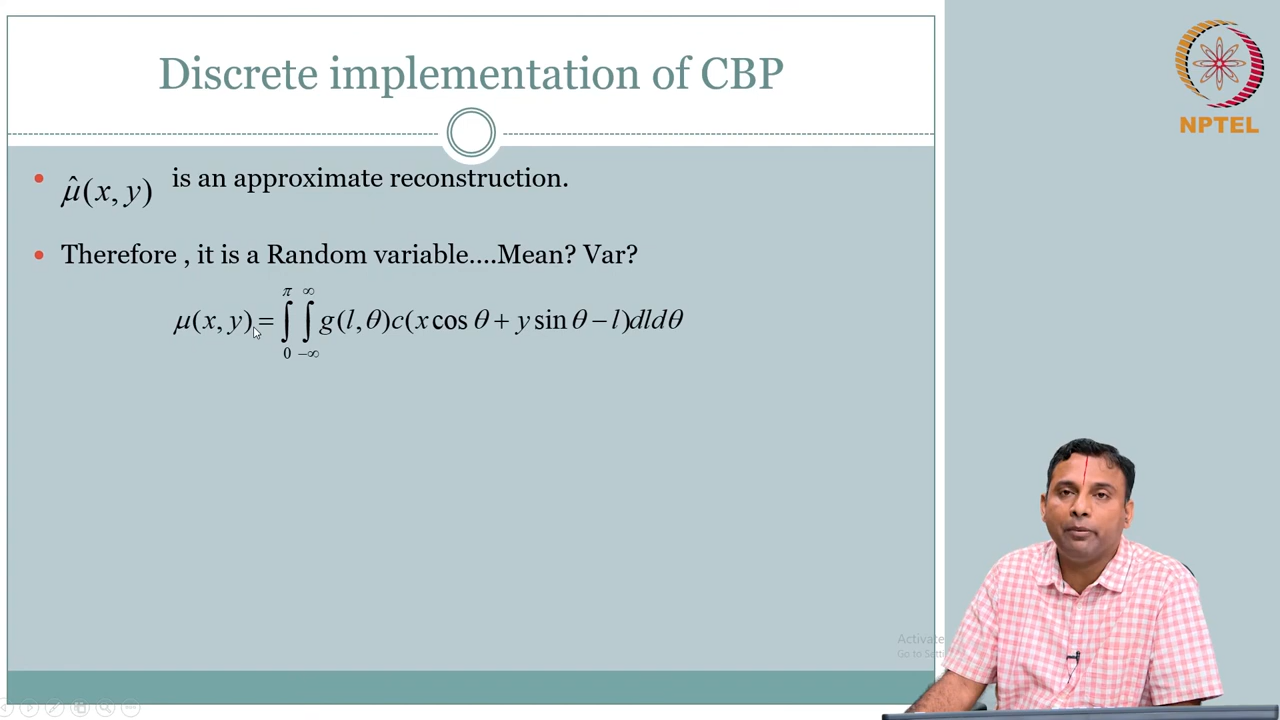 Discrete implementation of CBP
NPTEL
• μ̂(x, y) is an approximate reconstruction.
• Therefore , it is a Random variable....Mean? Var?
μ(x, y) = ∫₀^π ∫₋∞^∞ g(l, θ)c(x cos θ + y sin θ − l)dldθ
Activate
Go to Setti